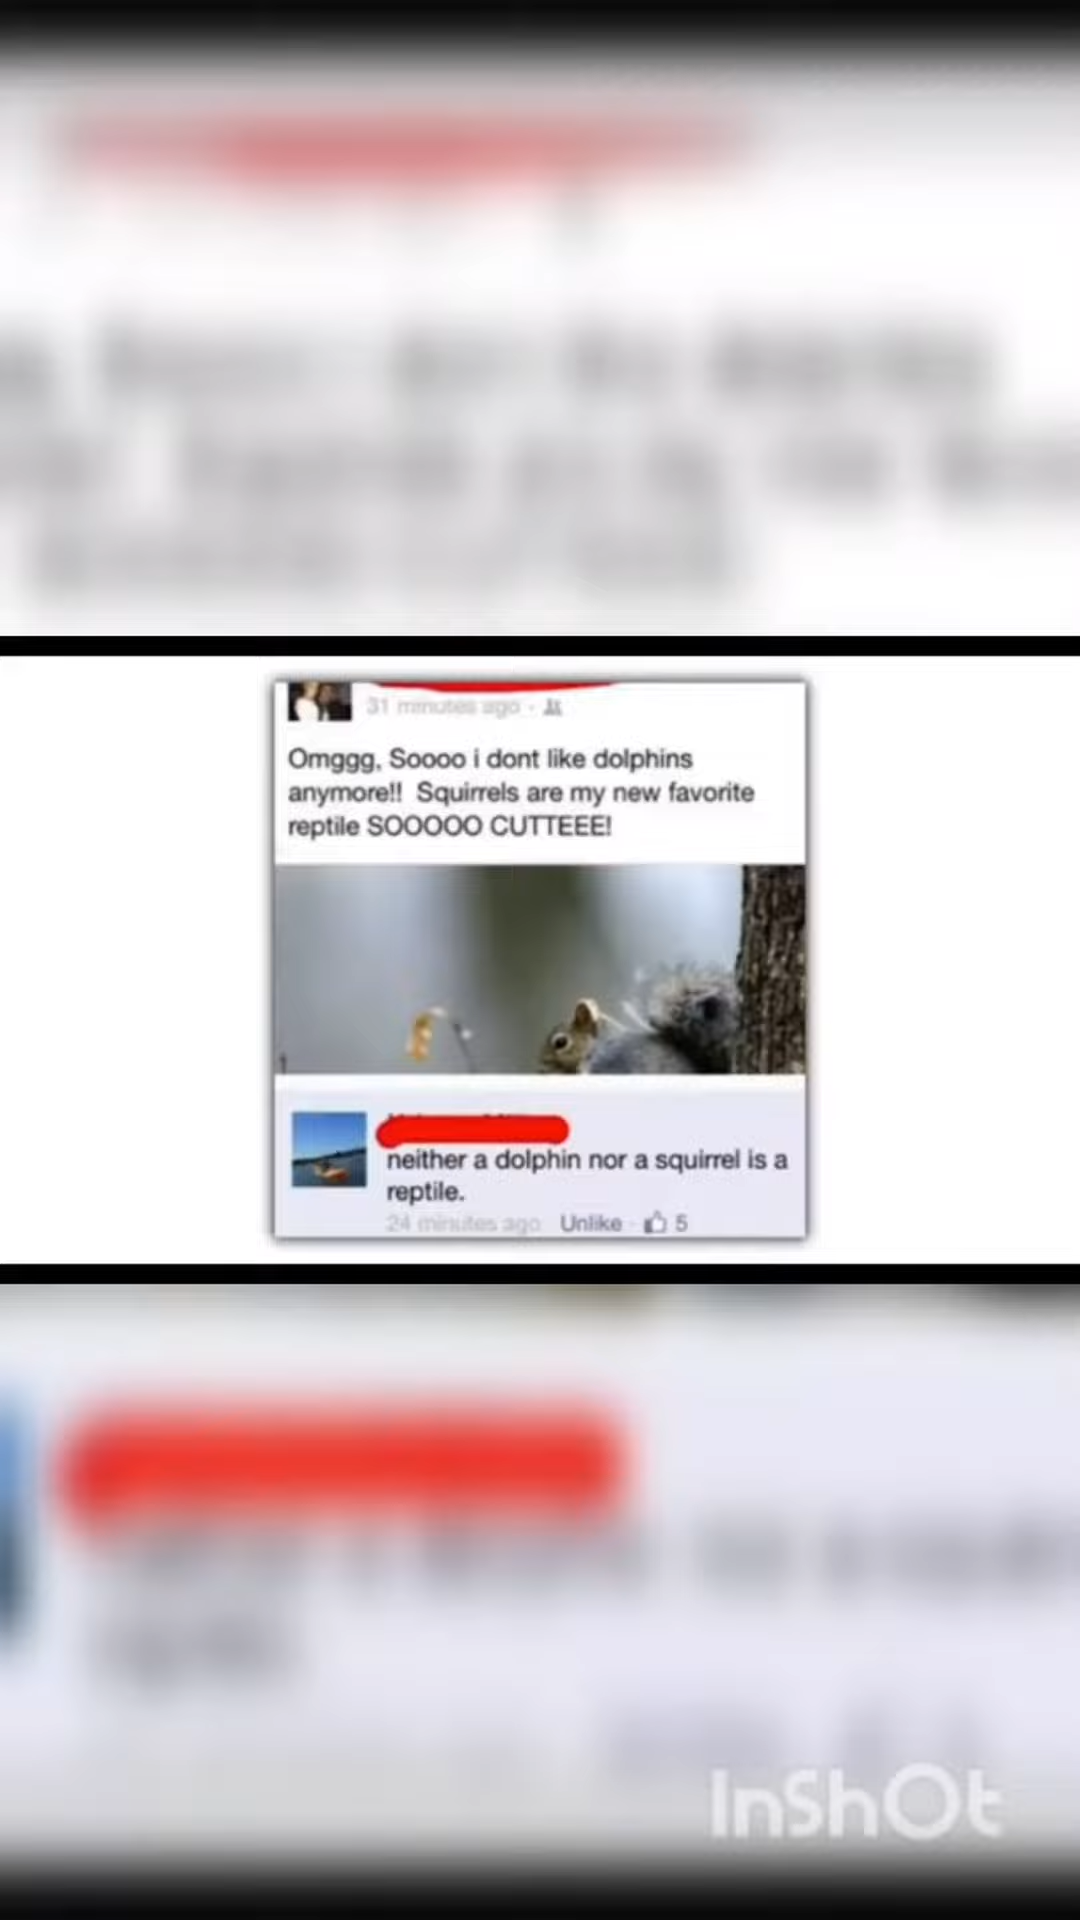 31 minutes ago
Omggg, Soooo i dont like dolphins
anymore!! Squirrels are my new favorite
reptile SOOOOO CUTTEEE!
neither a dolphin nor a squirrel is a
reptile.
24 minutes ago Unlike 5
InShOt